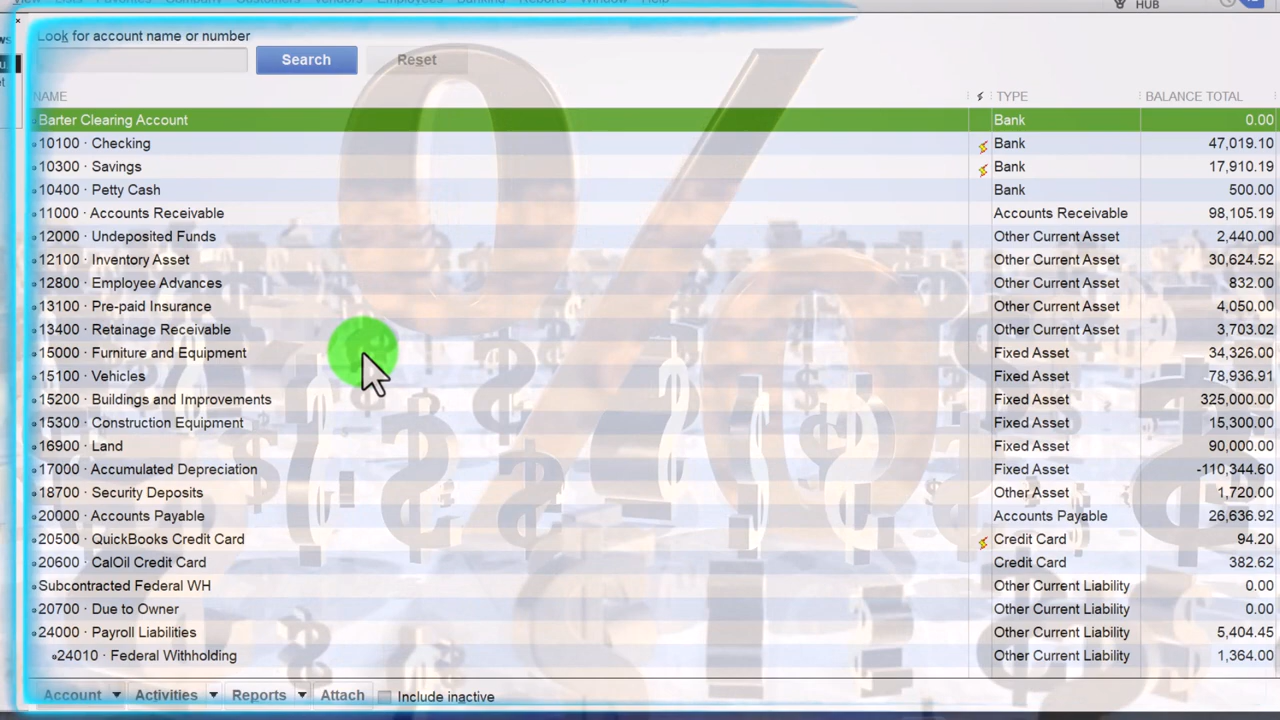 View Lists Favorites Company Customers Vendors Employees Banking Reports Window Help
HUB
Look for account name or number
Search Reset
NAME TYPE BALANCE TOTAL
Barter Clearing Account Bank 0.00
10100 · Checking Bank 47,019.10
10300 · Savings Bank 17,910.19
10400 · Petty Cash Bank 500.00
11000 · Accounts Receivable Accounts Receivable 98,105.19
12000 · Undeposited Funds Other Current Asset 2,440.00
12100 · Inventory Asset Other Current Asset 30,624.52
12800 · Employee Advances Other Current Asset 832.00
13100 · Pre-paid Insurance Other Current Asset 4,050.00
13400 · Retainage Receivable Other Current Asset 3,703.02
15000 · Furniture and Equipment Fixed Asset 34,326.00
15100 · Vehicles Fixed Asset -78,936.91
15200 · Buildings and Improvements Fixed Asset 325,000.00
15300 · Construction Equipment Fixed Asset 15,300.00
16900 · Land Fixed Asset 90,000.00
17000 · Accumulated Depreciation Fixed Asset -110,344.60
18700 · Security Deposits Other Asset 1,720.00
20000 · Accounts Payable Accounts Payable 26,636.92
20500 · QuickBooks Credit Card Credit Card 94.20
20600 · CalOil Credit Card Credit Card 382.62
Subcontracted Federal WH Other Current Liability 0.00
20700 · Due to Owner Other Current Liability 0.00
24000 · Payroll Liabilities Other Current Liability 5,404.45
24010 · Federal Withholding Other Current Liability 1,364.00
Account Activities Reports Attach Include inactive